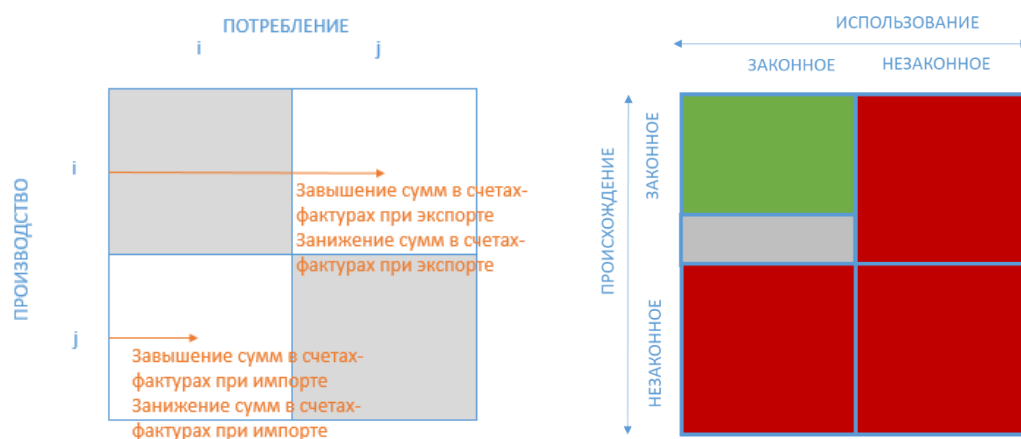 ПОТРЕБЛЕНИЕ
i
j
ПРОИЗВОДСТВО
i
Завышение сумм в счетах-
фактурах при экспорте
Занижение сумм в счетах-
фактурах при экспорте
j
Завышение сумм в счетах-
фактурах при импорте
Занижение сумм в счетах-
фактурах при импорте
ИСПОЛЬЗОВАНИЕ
ЗАКОННОЕ
НЕЗАКОННОЕ
ПРОИСХОЖДЕНИЕ
ЗАКОННОЕ
НЕЗАКОННОЕ